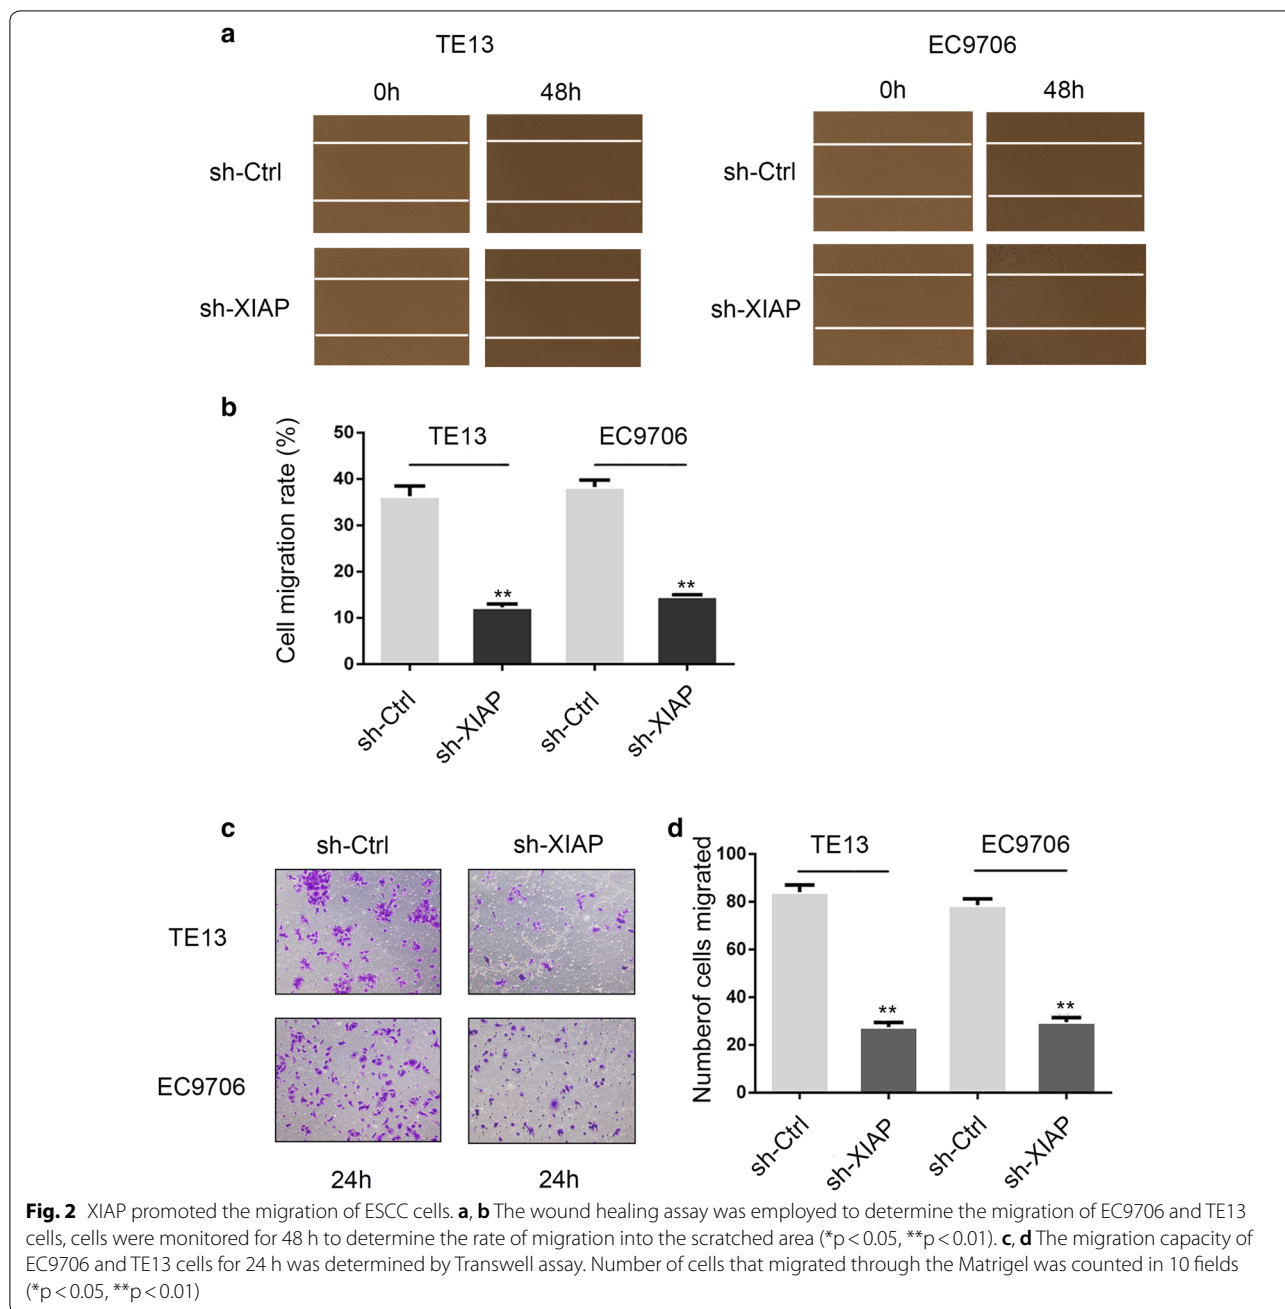 a
TE13
EC9706
0h
48h
0h
48h
sh-Ctrl
sh-Ctrl
sh-XIAP
sh-XIAP
b
Cell migration rate (%)
50
40
30
20
10
0
TE13
EC9706
**
**
sh-Ctrl
sh-XIAP
sh-Ctrl
sh-XIAP
c
sh-Ctrl
sh-XIAP
TE13
EC9706
24h
24h
d
Numberof cells migrated
100
80
60
40
20
0
TE13
EC9706
**
**
sh-Ctrl
sh-XIAP
sh-Ctrl
sh-XIAP
Fig. 2 XIAP promoted the migration of ESCC cells. a, b The wound healing assay was employed to determine the migration of EC9706 and TE13
cells, cells were monitored for 48 h to determine the rate of migration into the scratched area (*p < 0.05, **p < 0.01). c, d The migration capacity of
EC9706 and TE13 cells for 24 h was determined by Transwell assay. Number of cells that migrated through the Matrigel was counted in 10 fields
(*p < 0.05, **p < 0.01)